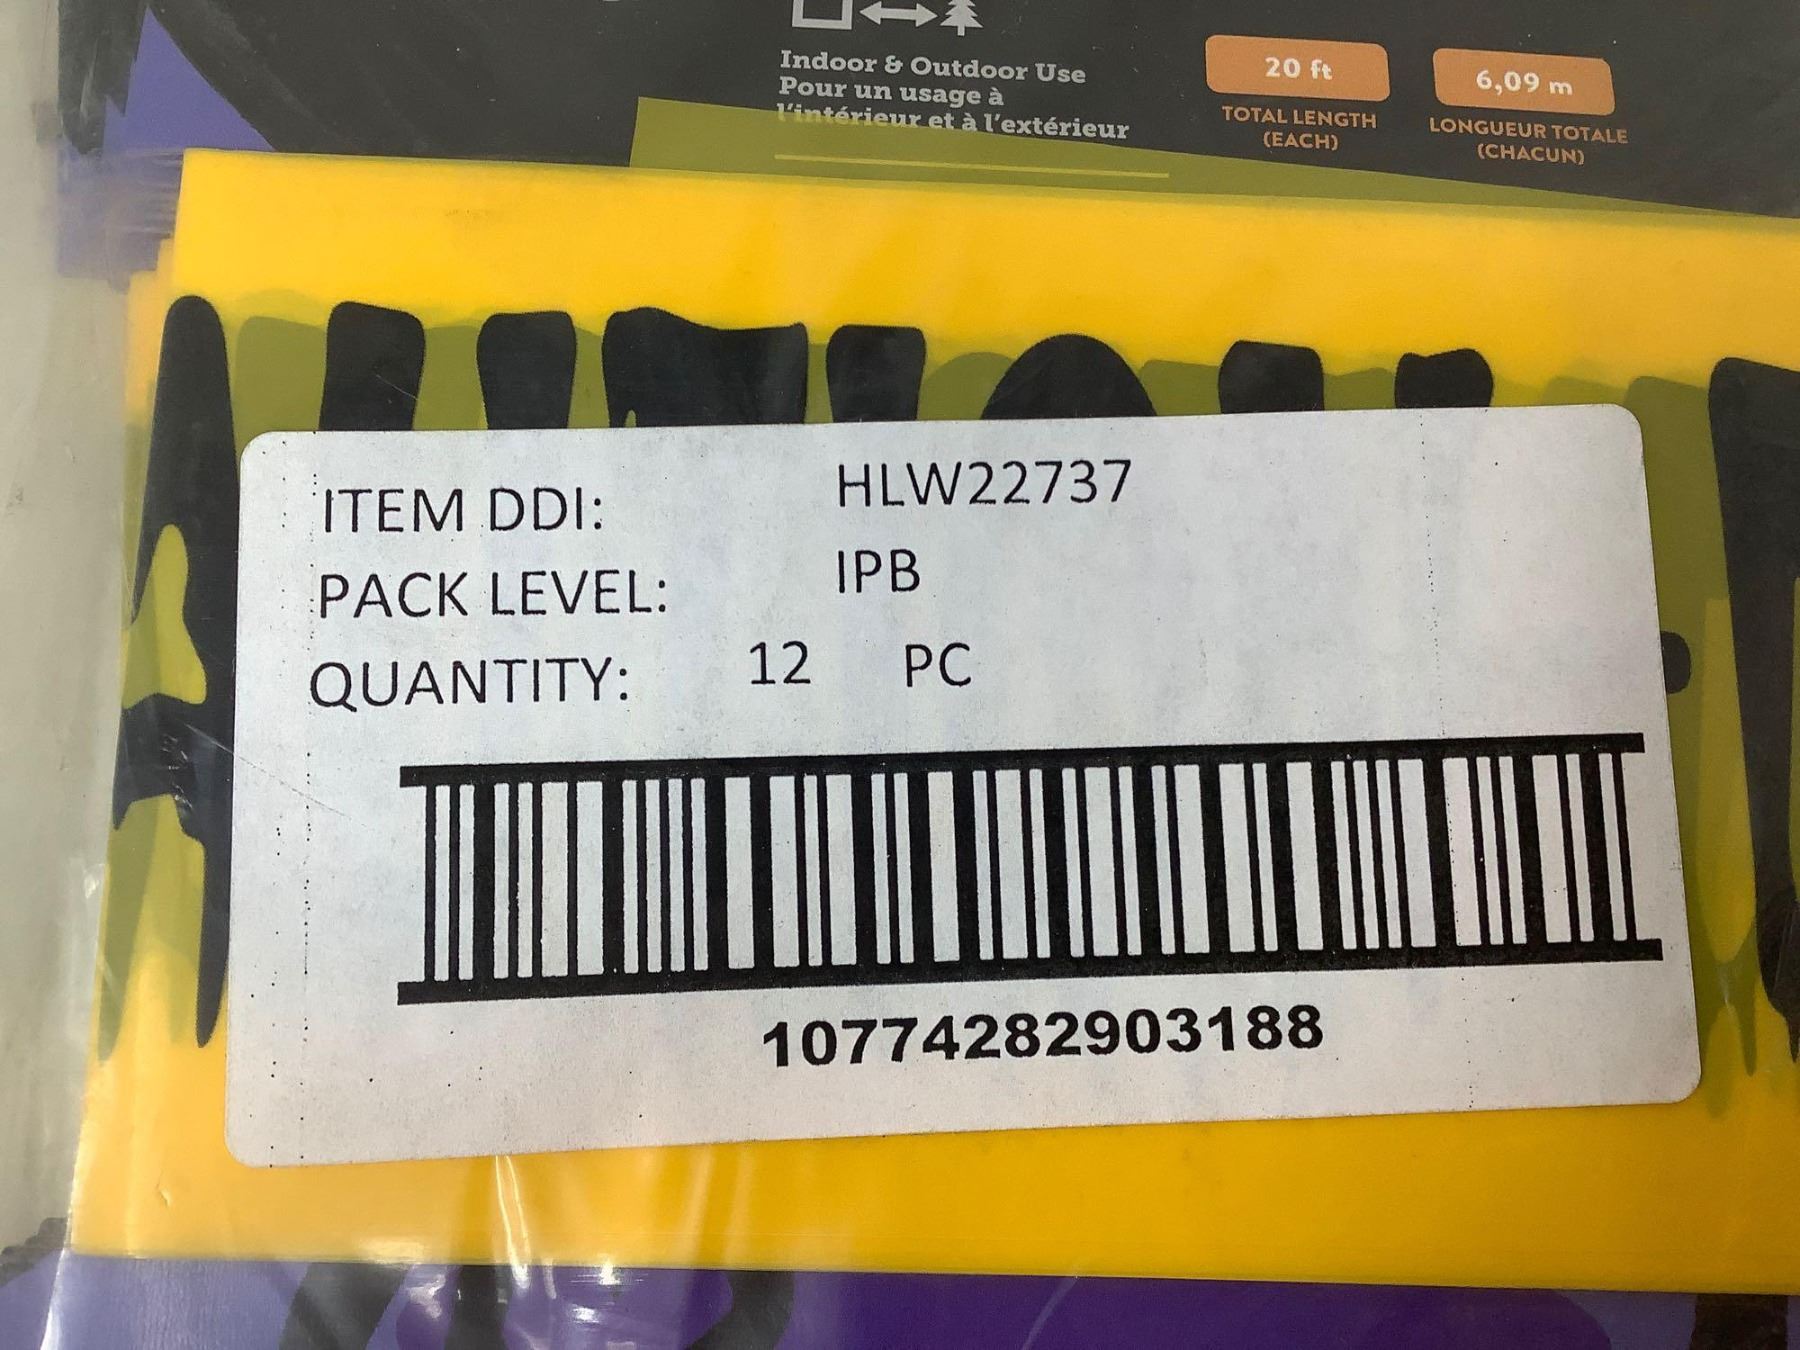 Indoor & Outdoor Use
Pour un usage à
l'intérieur et à l'extérieur
20 ft
TOTAL LENGTH
(EACH)
6,09 m
LONGUEUR TOTALE
(CHACUN)
ITEM DDI: HLW22737
PACK LEVEL: IPB
QUANTITY: 12 PC
10774282903188